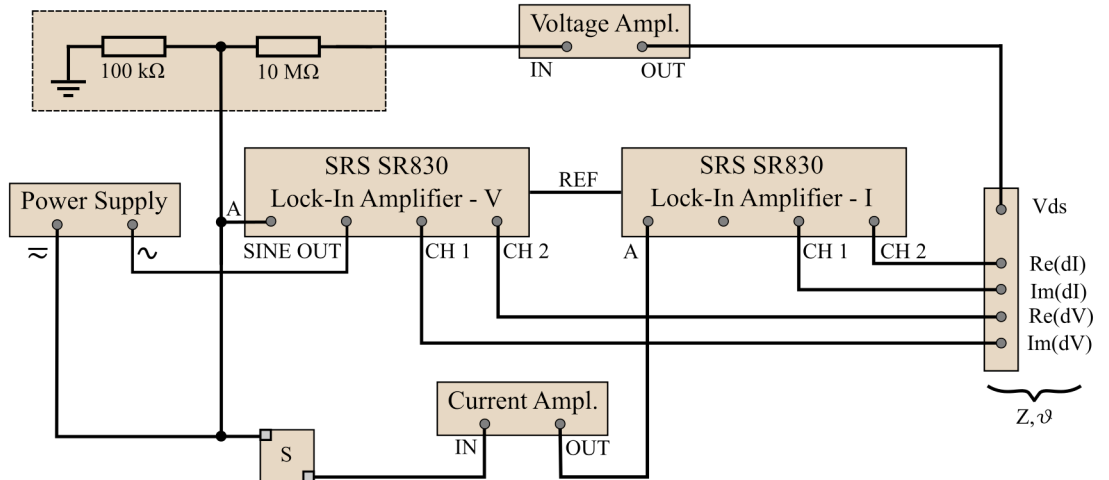 Voltage Ampl.
100 kΩ
10 MΩ
IN
OUT
SRS SR830
Lock-In Amplifier - V
REF
SRS SR830
Lock-In Amplifier - I
Power Supply
A
≂
∼
SINE OUT
CH 1
CH 2
A
CH 1
CH 2
Vds
Re(dI)
Im(dI)
Re(dV)
Im(dV)
Z,ϑ
Current Ampl.
IN
OUT
S